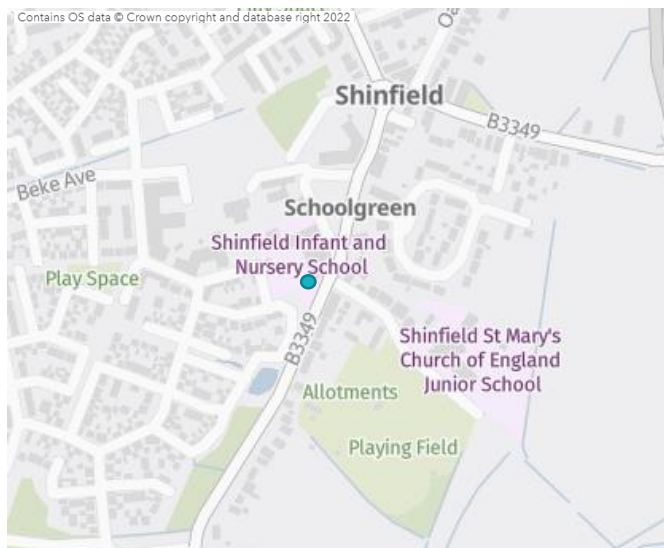 Contains OS data © Crown copyright and database right 2022
Shinfield
B3349
Beke Ave
Schoolgreen
Shinfield Infant and
Nursery School
Play Space
B3349
Shinfield St Mary's
Church of England
Junior School
Allotments
Playing Field